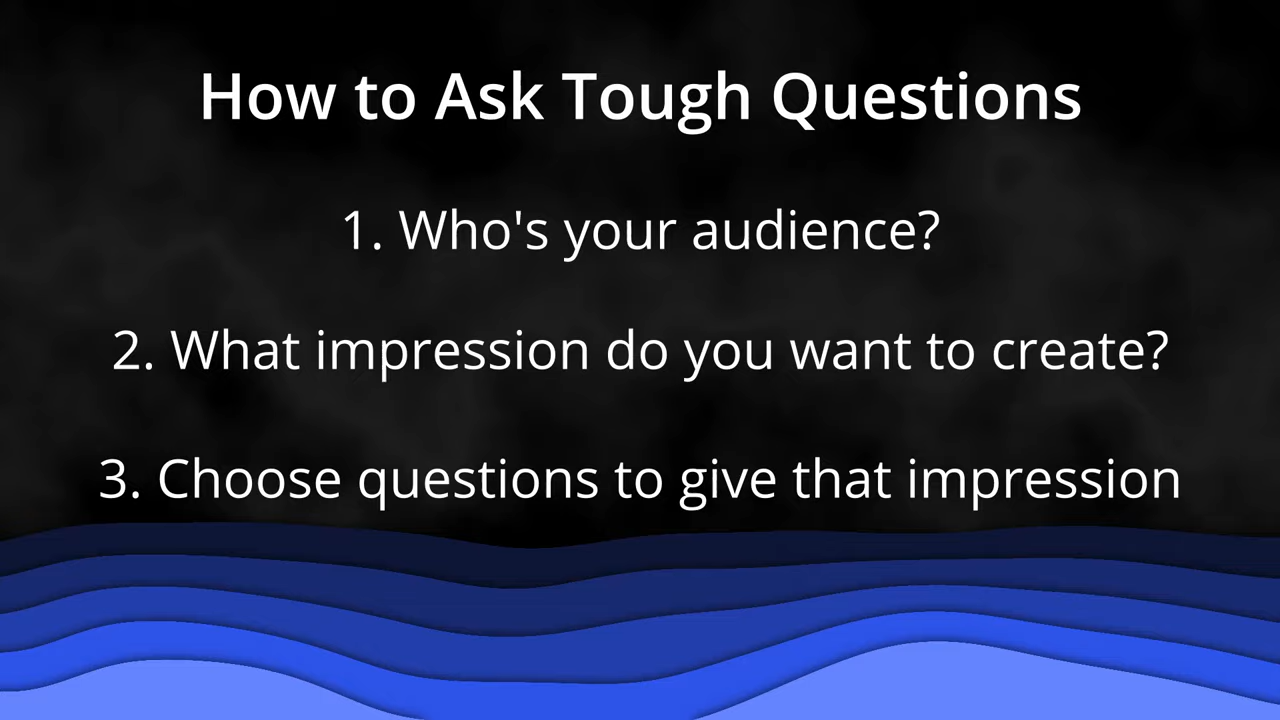 How to Ask Tough Questions
1. Who's your audience?
2. What impression do you want to create?
3. Choose questions to give that impression